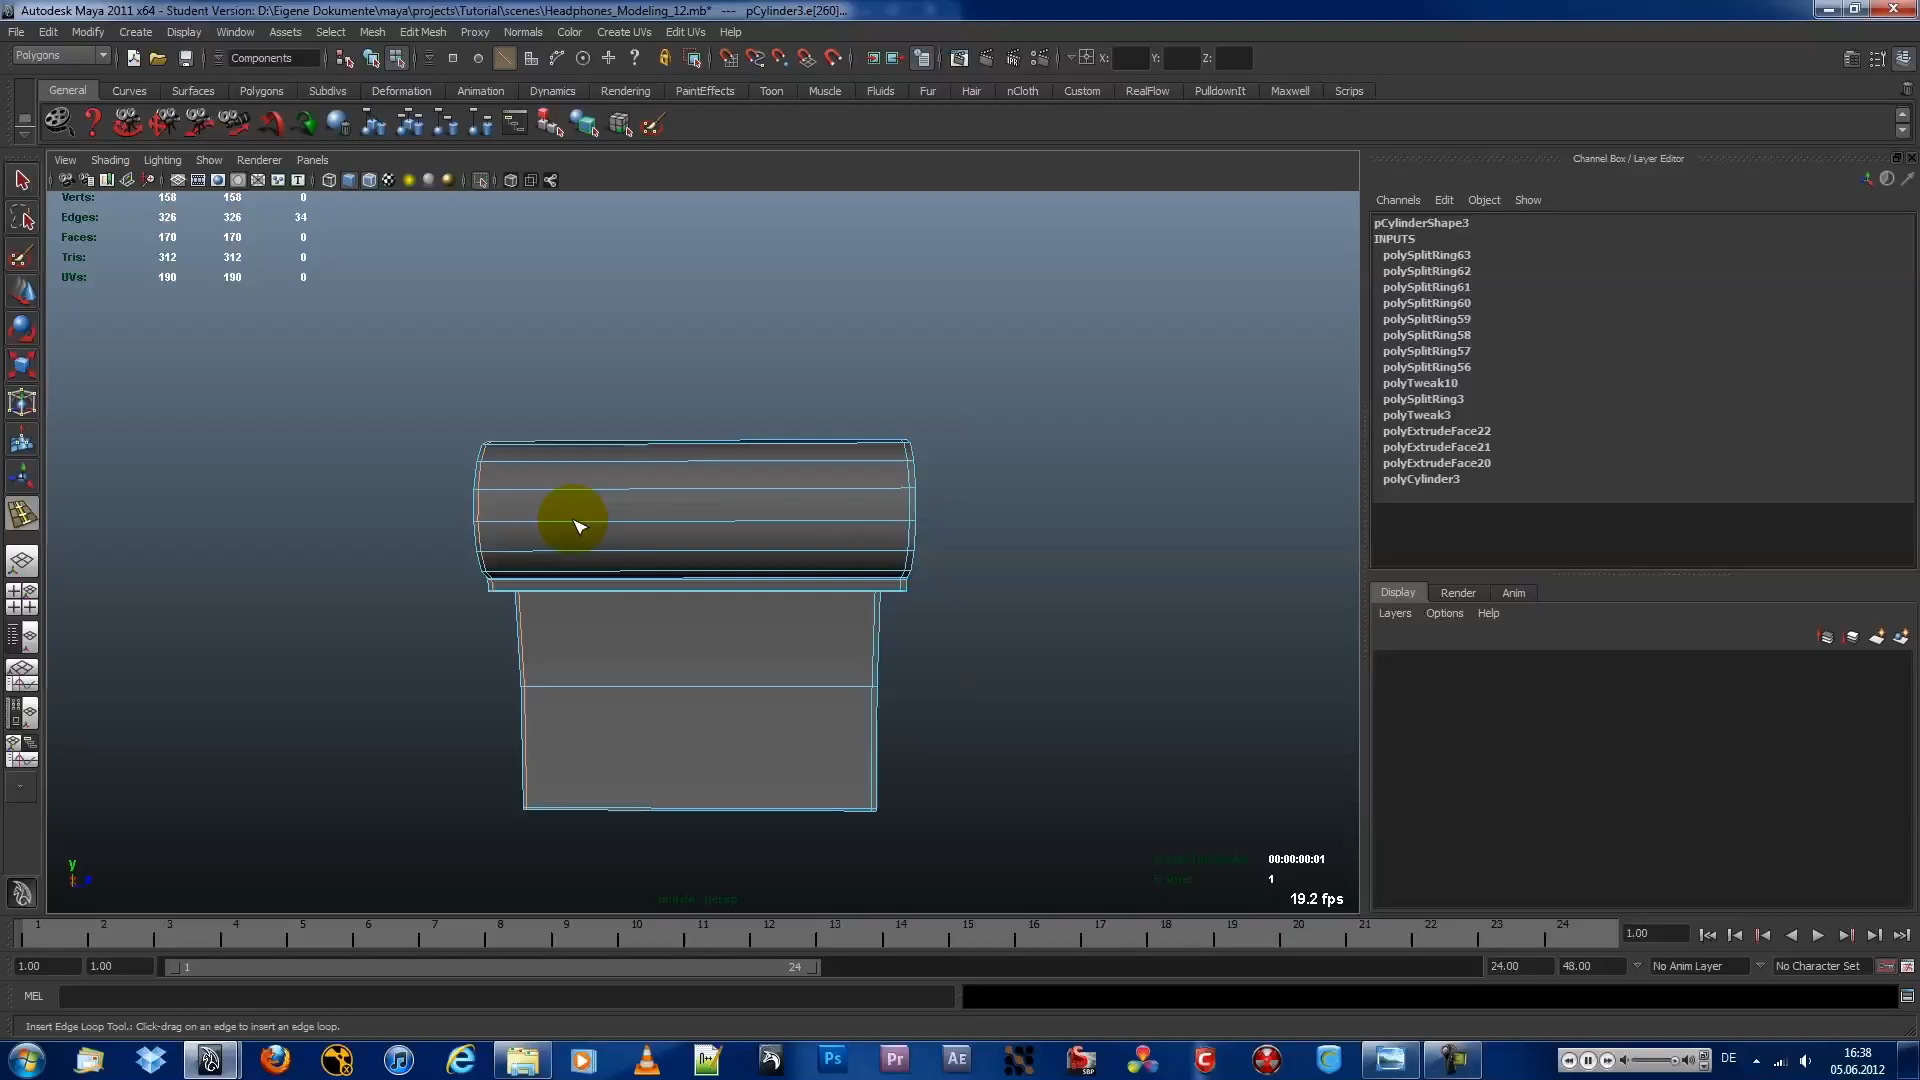 Autodesk Maya 2011 x64 - Student Version: D:\Eigene Dokumente\maya\projects\Tutorial\scenes\Headphones_Modeling_12.mb* --- pCylinder3.e[260]...
File Edit Modify Create Display Window Assets Select Mesh Edit Mesh Proxy Normals Color Create UVs Edit UVs Help
Polygons Components X: Y: Z:
General Curves Surfaces Polygons Subdivs Deformation Animation Dynamics Rendering PaintEffects Toon Muscle Fluids Fur Hair nCloth Custom RealFlow PulldownIt Maxwell Scripts
View Shading Lighting Show Renderer Panels
Verts: 158 158 0
Edges: 326 326 34
Faces: 170 170 0
Tris: 312 312 0
UVs: 190 190 0
y
00:00:00:01
1
19.2 fps
Channel Box / Layer Editor
Channels Edit Object Show
pCylinderShape3
INPUTS
polySplitRing63
polySplitRing62
polySplitRing61
polySplitRing60
polySplitRing59
polySplitRing58
polySplitRing57
polySplitRing56
polyTweak10
polySplitRing3
polyTweak3
polyExtrudeFace22
polyExtrudeFace21
polyExtrudeFace20
polyCylinder3
Display Render Anim
Layers Options Help
1 2 3 4 5 6 7 8 9 10 11 12 13 14 15 16 17 18 19 20 21 22 23 24 1.00
1.00 1.00 1 24 24.00 48.00 No Anim Layer No Character Set
MEL
Insert Edge Loop Tool.: Click-drag on an edge to insert an edge loop.
Ps Pr AE DE 16:38
05.06.2012